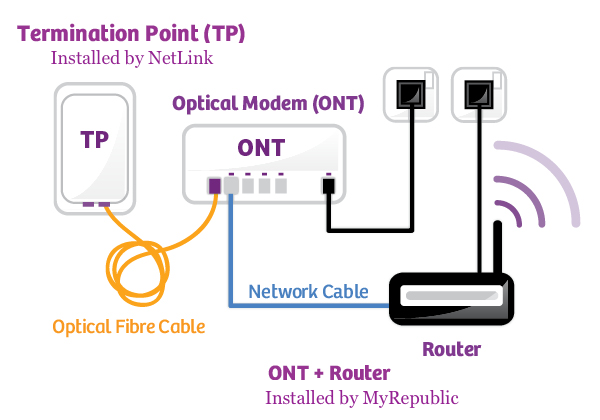 Termination Point (TP)
Installed by NetLink
Optical Modem (ONT)
TP
ONT
Network Cable
Optical Fibre Cable
Router
ONT + Router
Installed by MyRepublic